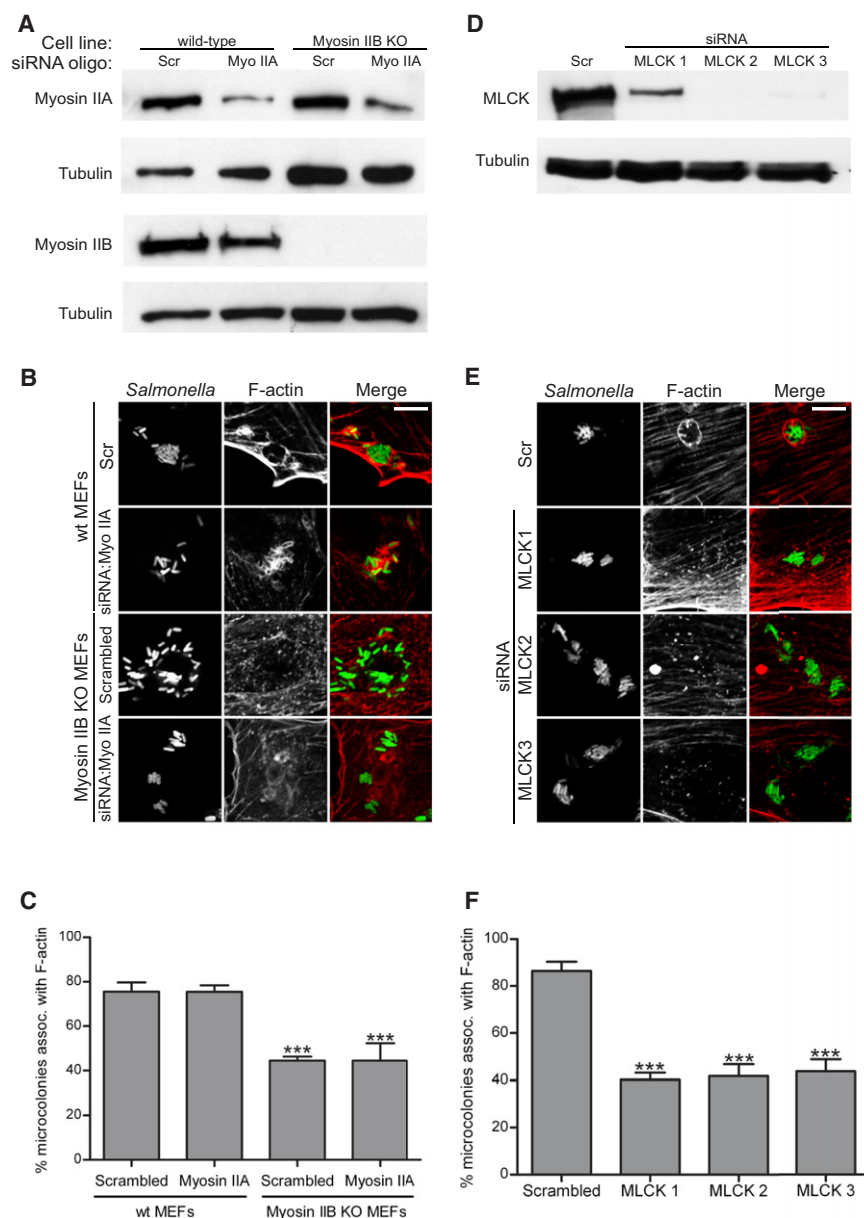 A
Cell line: wild-type Myosin IIB KO
siRNA oligo: Scr Myo IIA Scr Myo IIA
Myosin IIA
Tubulin
Myosin IIB
Tubulin
D
siRNA
Scr MLCK 1 MLCK 2 MLCK 3
MLCK
Tubulin
B
Salmonella F-actin Merge
wt MEFs
Scr
siRNA:Myo IIA
Myosin IIB KO MEFs
Scrambled
siRNA:Myo IIA
E
Salmonella F-actin Merge
Scr
siRNA
MLCK1
MLCK2
MLCK3
C
% microcolonies assoc. with F-actin
100
80
60
40
20
0
*** ***
Scrambled Myosin IIA Scrambled Myosin IIA
wt MEFs Myosin IIB KO MEFs
F
% microcolonies assoc. with F-actin
100
80
60
40
20
0
*** *** ***
Scrambled MLCK 1 MLCK 2 MLCK 3